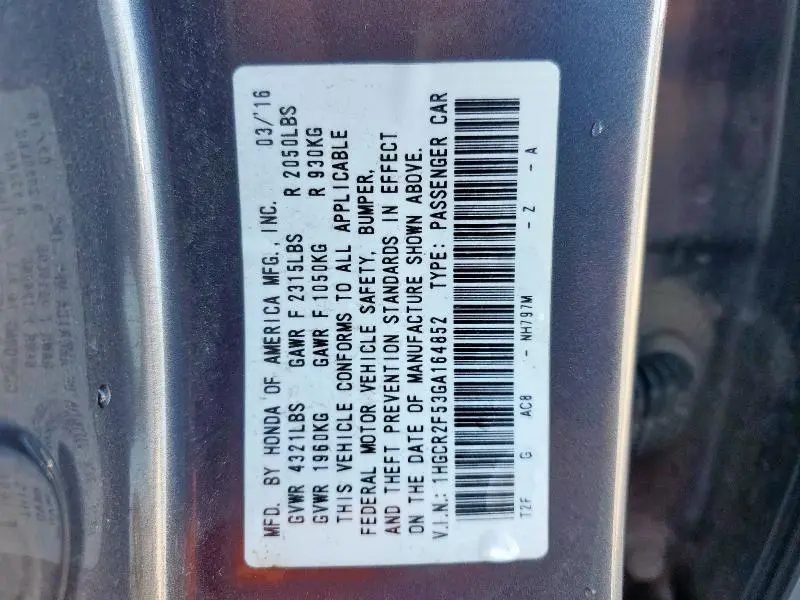 MFD. BY HONDA OF AMERICA MFG., INC. 03/'16
GVWR 4321LBS GAWR F 2315LBS R 2050LBS
GVWR 1960KG GAWR F 1050KG R 930KG
THIS VEHICLE CONFORMS TO ALL APPLICABLE
FEDERAL MOTOR VEHICLE SAFETY, BUMPER,
AND THEFT PREVENTION STANDARDS IN EFFECT
ON THE DATE OF MANUFACTURE SHOWN ABOVE.
V.I.N.: 1HGCR2F53GA164852 TYPE: PASSENGER CAR
T2F G AC8 - NH797M - Z - A